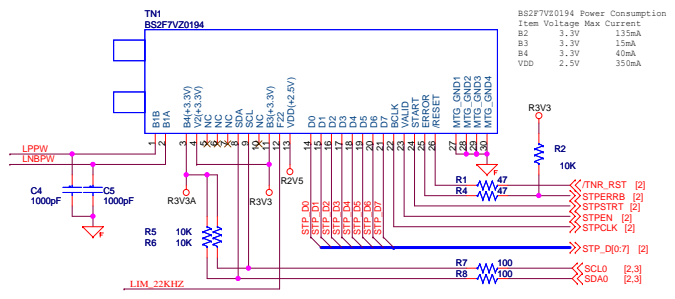 TN1
BS2F7VZ0194
BS2F7VZ0194 Power Consumption
Item Voltage Max Current
B2 3.3V 135mA
B3 3.3V 15mA
B4 3.3V 40mA
VDD 2.5V 350mA
B1B
B1A
B4(+3.3V)
V2(+3.3V)
NC
NC
NC
SDA
SCL
NC
B3(+3.3V)
F22
VDD(+2.5V)
D0
D1
D2
D3
D4
D5
D6
D7
BCLK
VALID
START
ERROR
/RESET
MTG_GND1
MTG_GND2
MTG_GND3
MTG_GND4
1
2
3
4
5
6
7
8
9
10
11
12
13
14
15
16
17
18
19
20
21
22
23
24
25
26
27
28
29
30
R3V3
R2
10K
LPPW
LNBPW
F
C4
1000pF
C5
1000pF
F
R3V3A
R3V3
R2V5
R1 47
R4 47
/TNR_RST [2]
STPERRB [2]
STPSTRT [2]
STPEN [2]
STPCLK [2]
STP_D0
STP_D1
STP_D2
STP_D3
STP_D4
STP_D5
STP_D6
STP_D7
STP_D[0:7] [2]
R5 10K
R6 10K
R7 100
R8 100
SCL0 [2,3]
SDA0 [2,3]
LIM_22KHZ